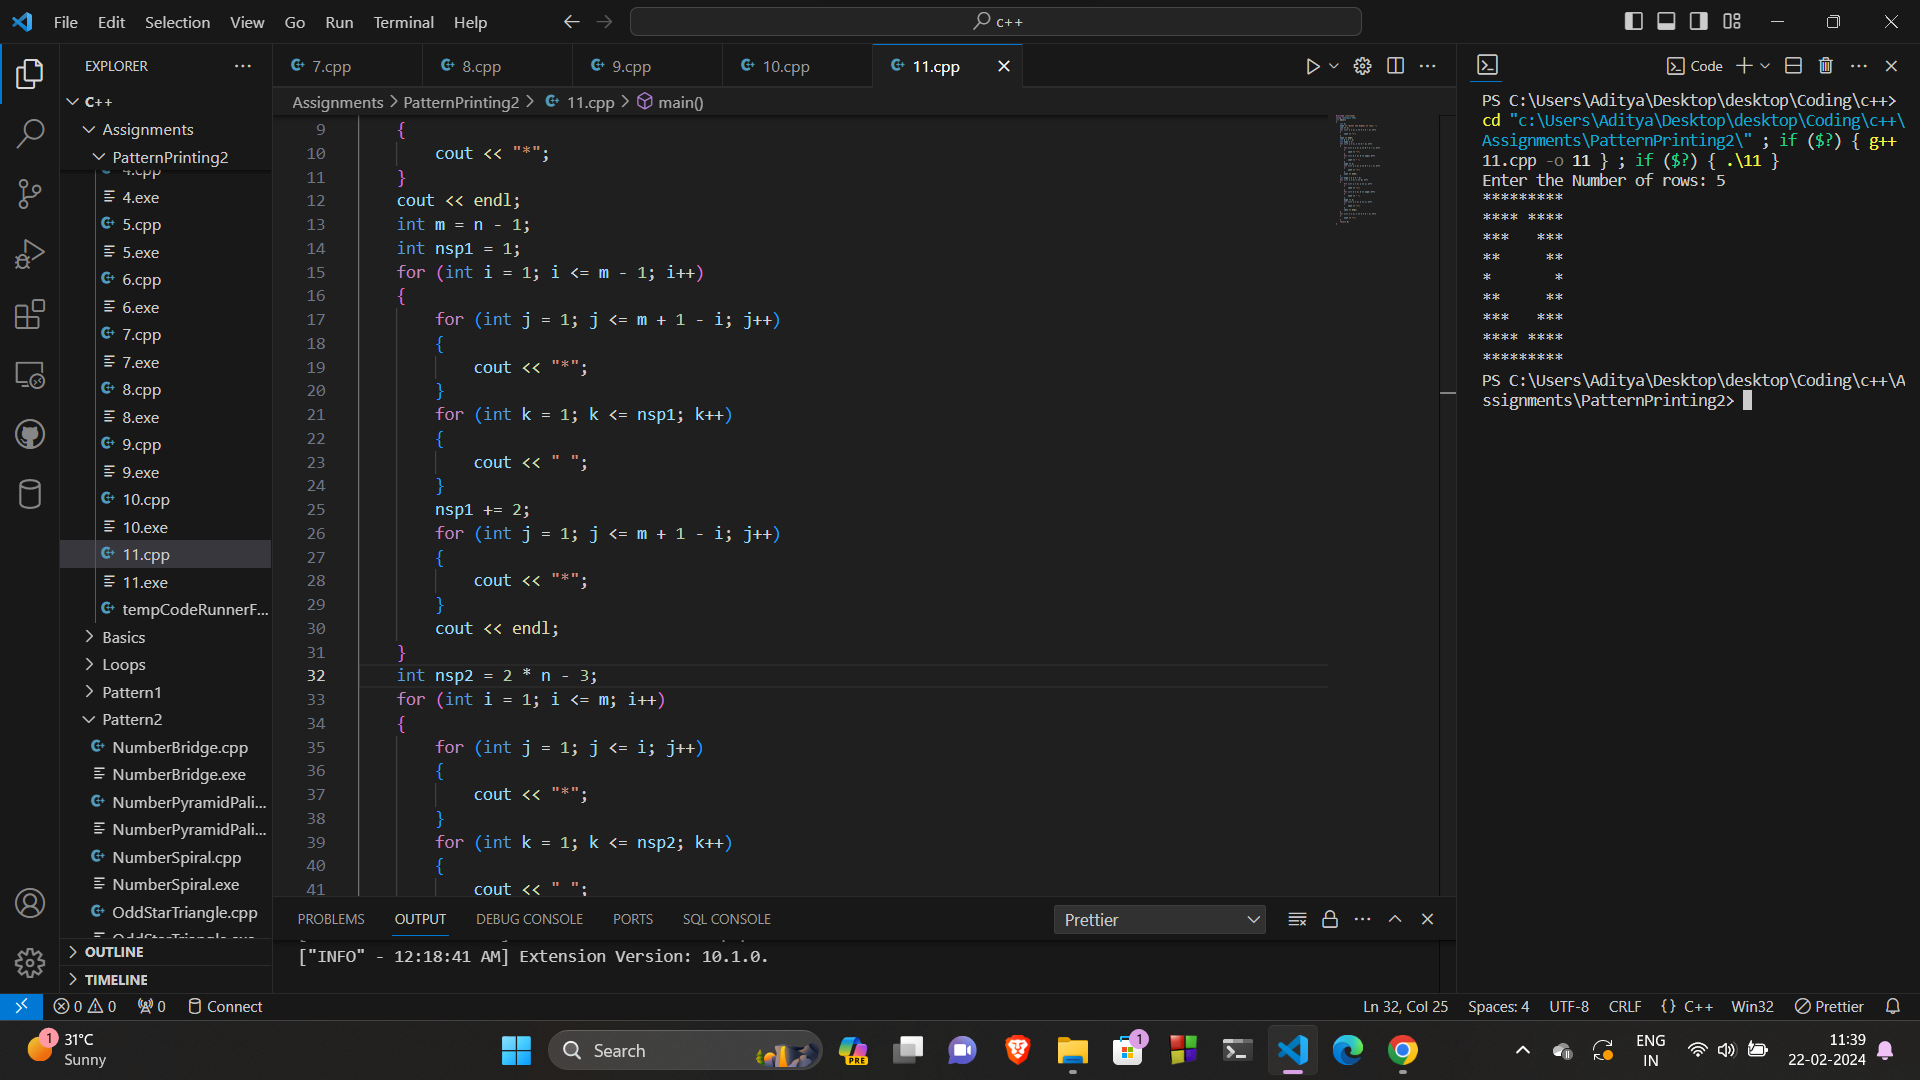 File Edit Selection View Go Run Terminal Help
c++
EXPLORER
C++
Assignments
PatternPrinting2
4.cpp
4.exe
5.cpp
5.exe
6.cpp
6.exe
7.cpp
7.exe
8.cpp
8.exe
9.cpp
9.exe
10.cpp
10.exe
11.cpp
11.exe
tempCodeRunnerF...
Basics
Loops
Pattern1
Pattern2
NumberBridge.cpp
NumberBridge.exe
NumberPyramidPali...
NumberPyramidPali...
NumberSpiral.cpp
NumberSpiral.exe
OddStarTriangle.cpp
OddStarTriangle.exe
OUTLINE
TIMELINE
7.cpp 8.cpp 9.cpp 10.cpp 11.cpp
Assignments > PatternPrinting2 > 11.cpp > main()
9 {
10 cout << "*";
11 }
12 cout << endl;
13 int m = n - 1;
14 int nsp1 = 1;
15 for (int i = 1; i <= m - 1; i++)
16 {
17 for (int j = 1; j <= m + 1 - i; j++)
18 {
19 cout << "*";
20 }
21 for (int k = 1; k <= nsp1; k++)
22 {
23 cout << " ";
24 }
25 nsp1 += 2;
26 for (int j = 1; j <= m + 1 - i; j++)
27 {
28 cout << "*";
29 }
30 cout << endl;
31 }
32 int nsp2 = 2 * n - 3;
33 for (int i = 1; i <= m; i++)
34 {
35 for (int j = 1; j <= i; j++)
36 {
37 cout << "*";
38 }
39 for (int k = 1; k <= nsp2; k++)
40 {
41 cout << " ";
PROBLEMS OUTPUT DEBUG CONSOLE PORTS SQL CONSOLE
Prettier
["INFO" - 12:18:41 AM] Extension Version: 10.1.0.
Code
PS C:\Users\Aditya\Desktop\desktop\Coding\c++>
cd "c:\Users\Aditya\Desktop\desktop\Coding\c++\
Assignments\PatternPrinting2\" ; if ($?) { g++
11.cpp -o 11 } ; if ($?) { .\11 }
Enter the Number of rows: 5
*********
**** ****
***   ***
**     **
*       *
**     **
***   ***
**** ****
*********
PS C:\Users\Aditya\Desktop\desktop\Coding\c++\A
ssignments\PatternPrinting2>
0 0 0 Connect
Ln 32, Col 25 Spaces: 4 UTF-8 CRLF {} C++ Win32 Prettier
1 31°C
Sunny
Search
PRE
1
ENG
IN
11:39
22-02-2024